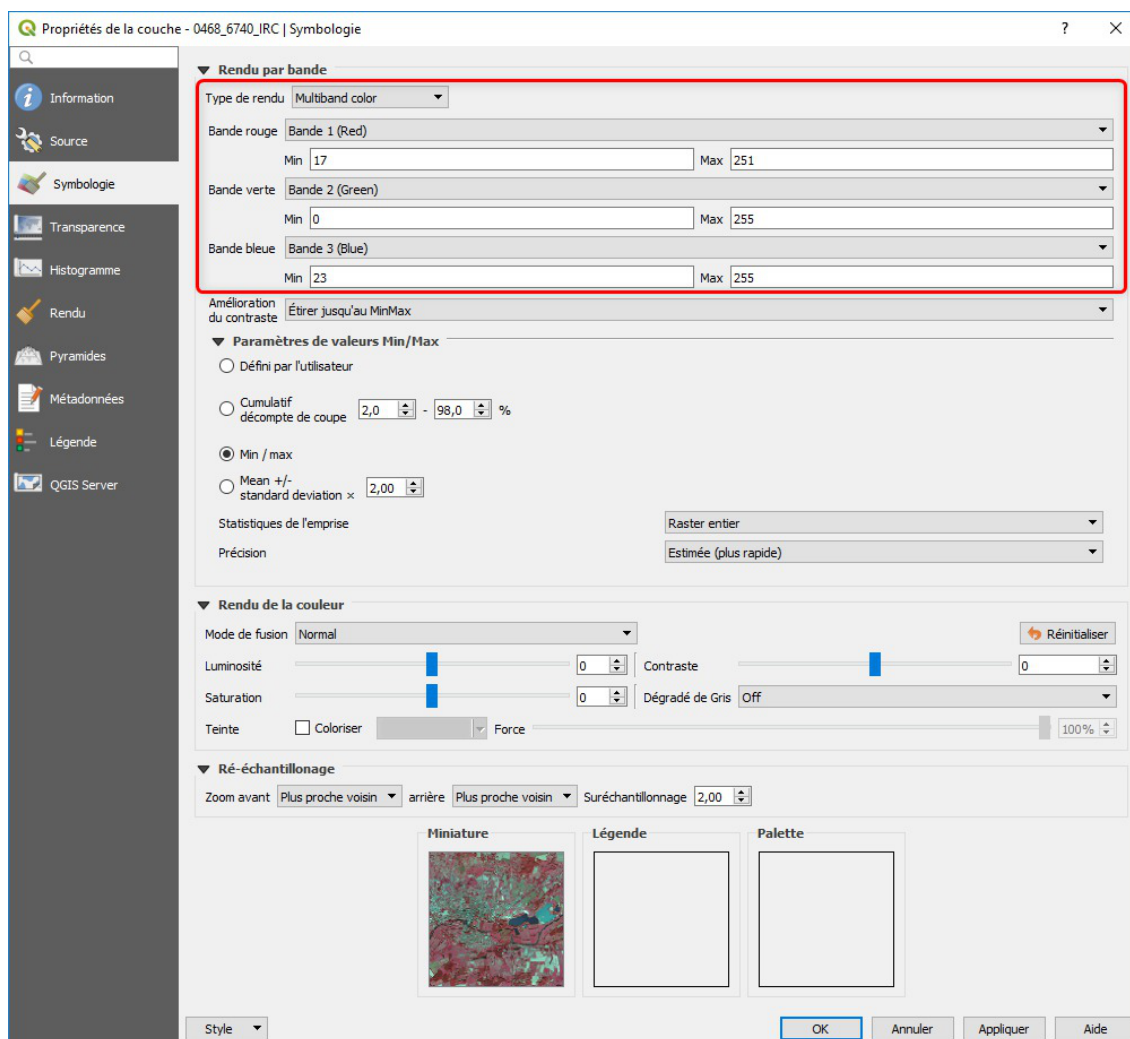 Propriétés de la couche - 0468_6740_IRC | Symbologie
?
Information
Source
Symbologie
Transparence
Histogramme
Rendu
Pyramides
Métadonnées
Légende
QGIS Server
Rendu par bande
Type de rendu Multiband color
Bande rouge Bande 1 (Red)
Min 17 Max 251
Bande verte Bande 2 (Green)
Min 0 Max 255
Bande bleue Bande 3 (Blue)
Min 23 Max 255
Amélioration
du contraste Étirer jusqu'au MinMax
Paramètres de valeurs Min/Max
Défini par l'utilisateur
Cumulatif
décompte de coupe 2,0 - 98,0 %
Min / max
Mean +/-
standard deviation × 2,00
Statistiques de l'emprise Raster entier
Précision Estimée (plus rapide)
Rendu de la couleur
Mode de fusion Normal Réinitialiser
Luminosité 0 Contraste 0
Saturation 0 Dégradé de Gris Off
Teinte Coloriser Force 100%
Ré-échantillonage
Zoom avant Plus proche voisin arrière Plus proche voisin Suréchantillonnage 2,00
Miniature Légende Palette
Style OK Annuler Appliquer Aide